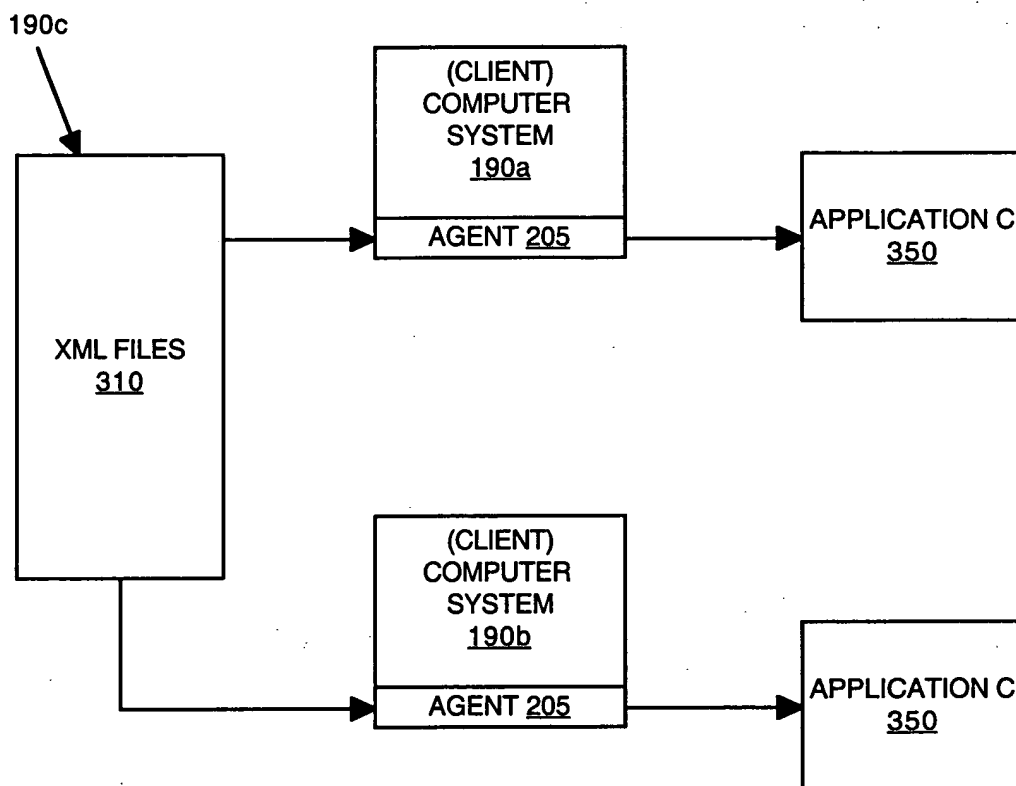 190c
(CLIENT)
COMPUTER
SYSTEM
190a
AGENT 205
APPLICATION C
350
XML FILES
310
(CLIENT)
COMPUTER
SYSTEM
190b
AGENT 205
APPLICATION C
350